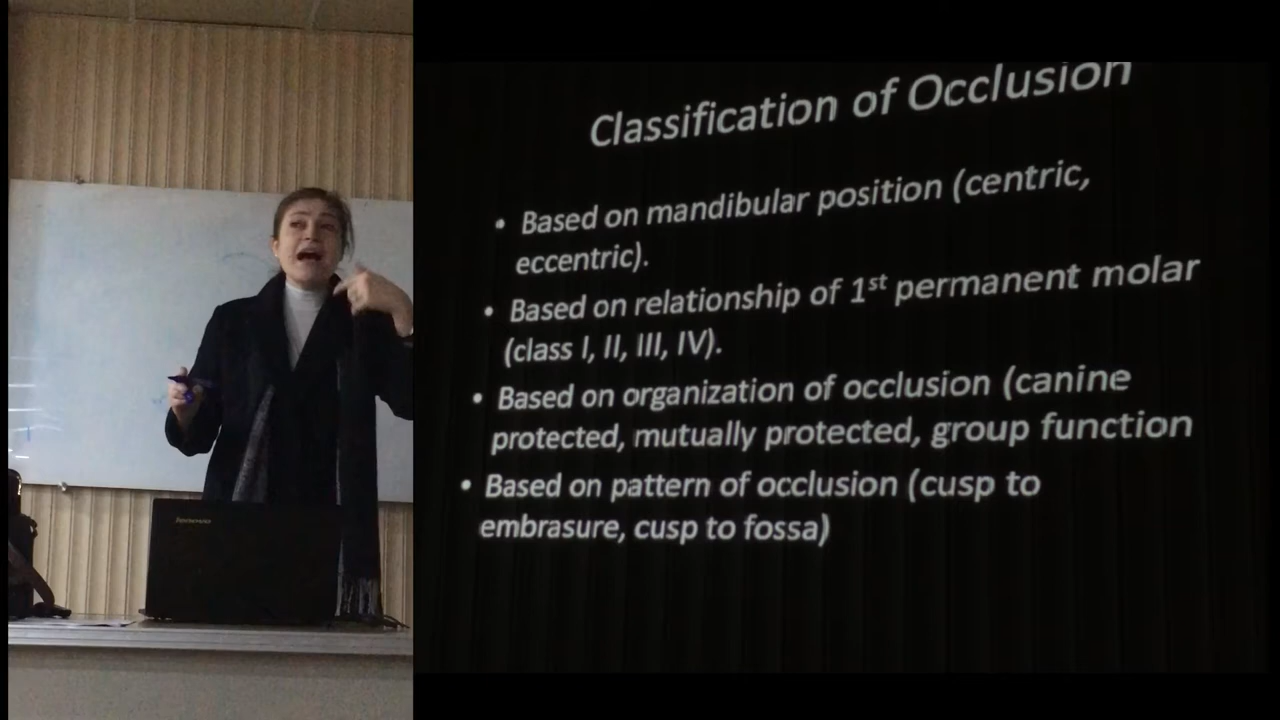 Classification of Occlusion
• Based on mandibular position (centric,
eccentric).
• Based on relationship of 1st permanent molar
(class I, II, III, IV).
• Based on organization of occlusion (canine
protected, mutually protected, group function
• Based on pattern of occlusion (cusp to
embrasure, cusp to fossa)
lenovo